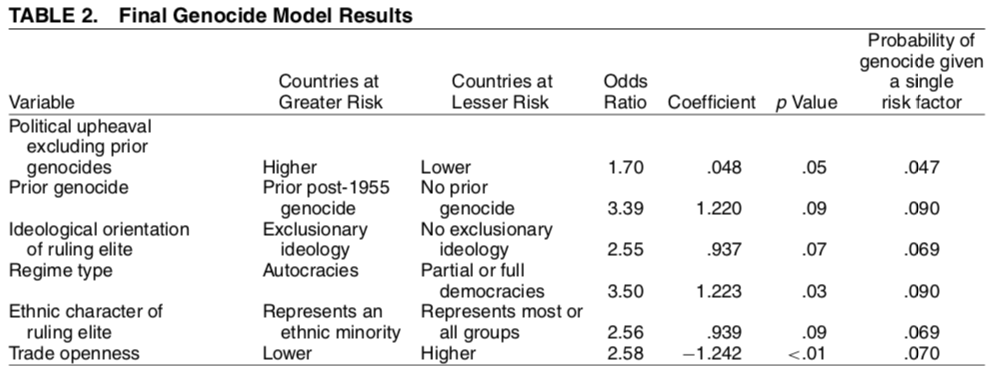 TABLE 2. Final Genocide Model Results
Probability of
genocide given
Countries at Countries at Odds a single
Variable Greater Risk Lesser Risk Ratio Coefficient p Value risk factor
Political upheaval
excluding prior
genocides Higher Lower 1.70 .048 .05 .047
Prior genocide Prior post-1955 No prior
genocide genocide 3.39 1.220 .09 .090
Ideological orientation Exclusionary No exclusionary
of ruling elite ideology ideology 2.55 .937 .07 .069
Regime type Autocracies Partial or full
democracies 3.50 1.223 .03 .090
Ethnic character of Represents an Represents most or
ruling elite ethnic minority all groups 2.56 .939 .09 .069
Trade openness Lower Higher 2.58 −1.242 <.01 .070